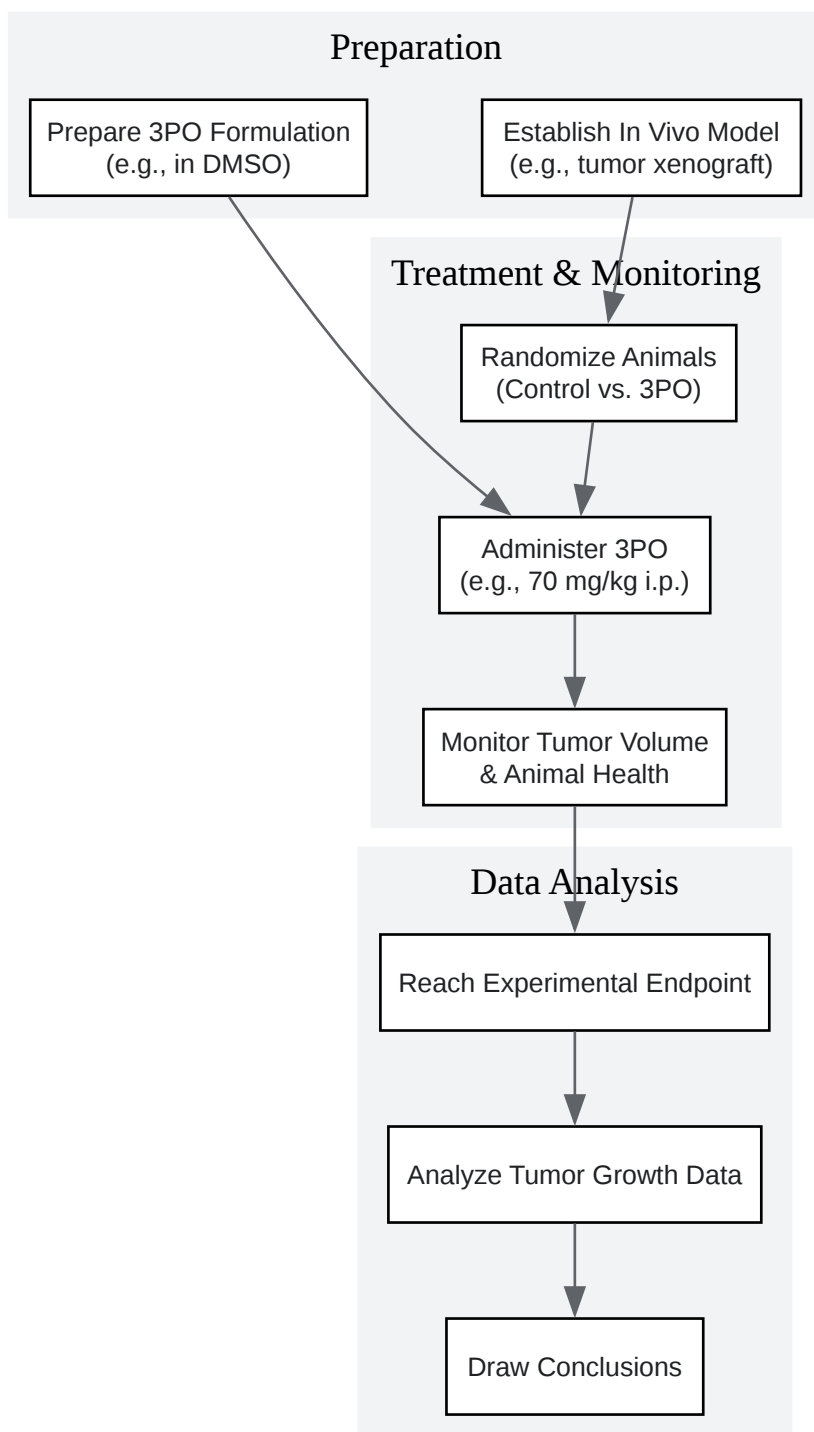 Preparation
Prepare 3PO Formulation
(e.g., in DMSO)
Establish In Vivo Model
(e.g., tumor xenograft)
Treatment & Monitoring
Randomize Animals
(Control vs. 3PO)
Administer 3PO
(e.g., 70 mg/kg i.p.)
Monitor Tumor Volume
& Animal Health
Data Analysis
Reach Experimental Endpoint
Analyze Tumor Growth Data
Draw Conclusions